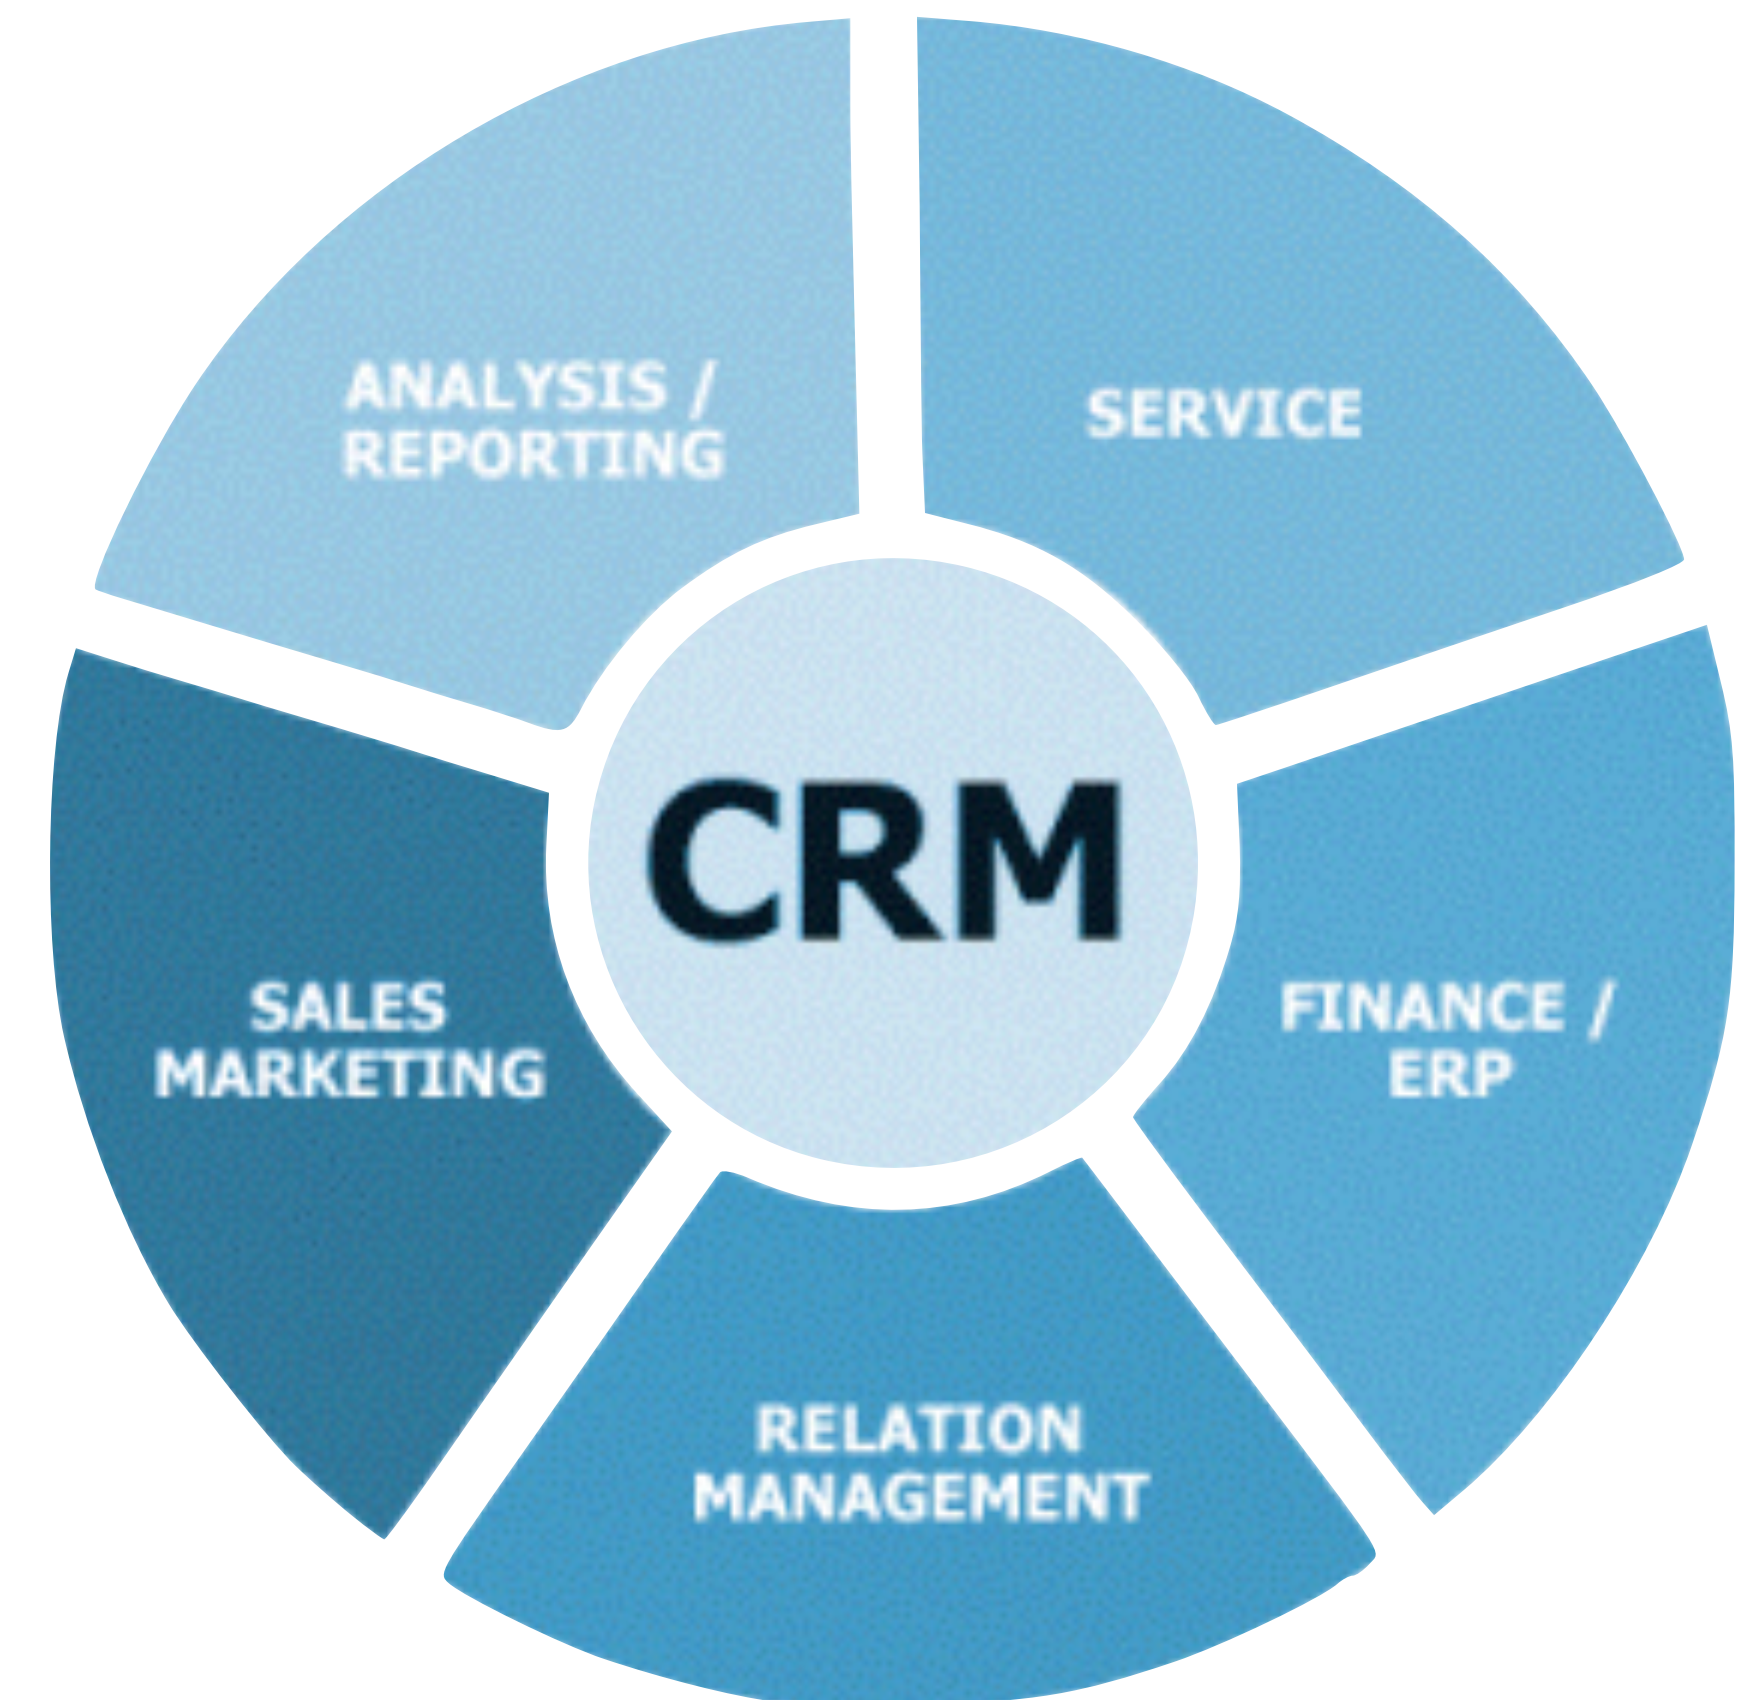 ANALYSIS /
REPORTING
SERVICE
CRM
SALES
MARKETING
FINANCE /
ERP
RELATION
MANAGEMENT